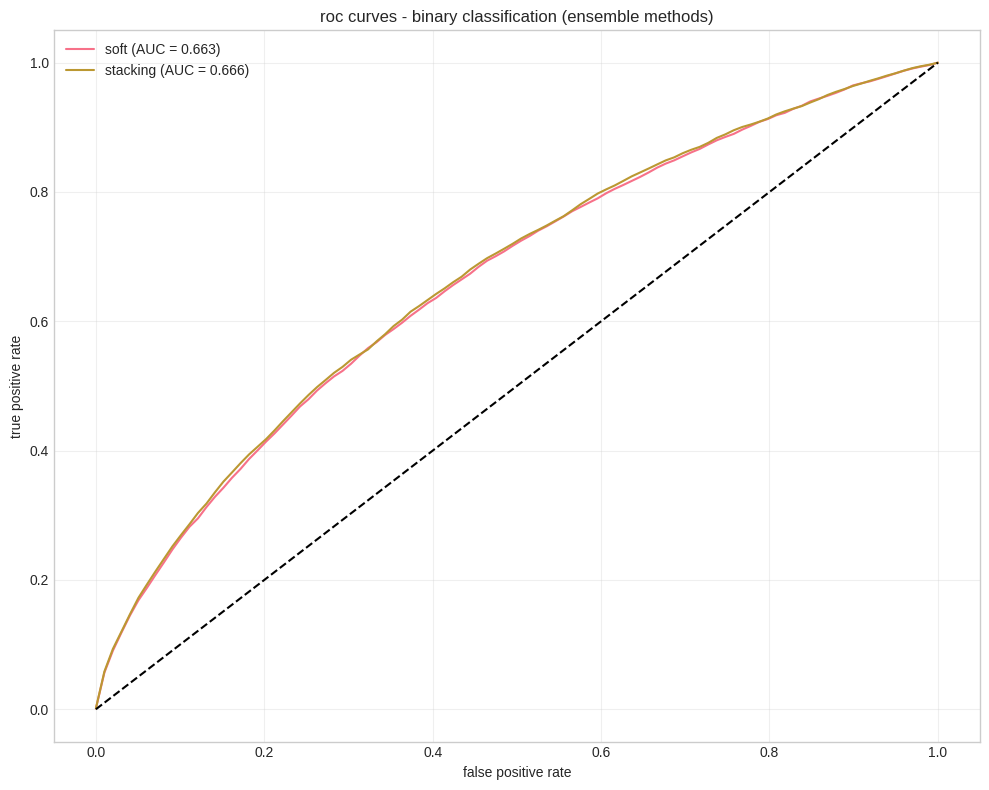 roc curves - binary classification (ensemble methods)
soft (AUC = 0.663)
stacking (AUC = 0.666)
1.0
0.8
0.6
0.4
0.2
0.0
true positive rate
0.0 0.2 0.4 0.6 0.8 1.0
false positive rate